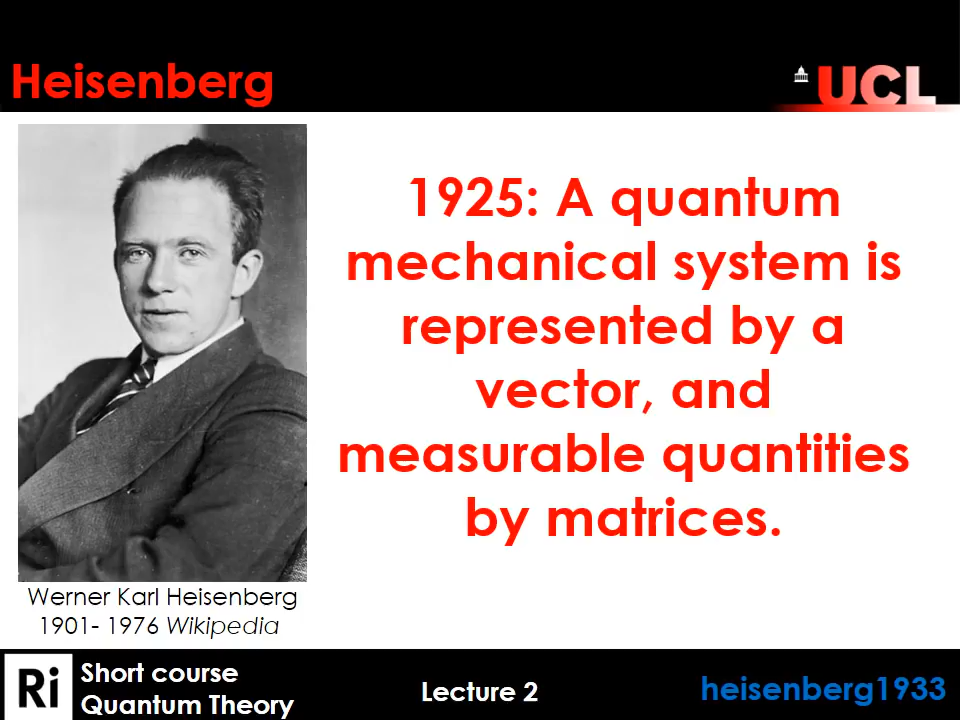 Heisenberg
UCL
1925: A quantum
mechanical system is
represented by a
vector, and
measurable quantities
by matrices.
Werner Karl Heisenberg
1901- 1976 Wikipedia
Ri
Short course
Quantum Theory
Lecture 2
heisenberg1933